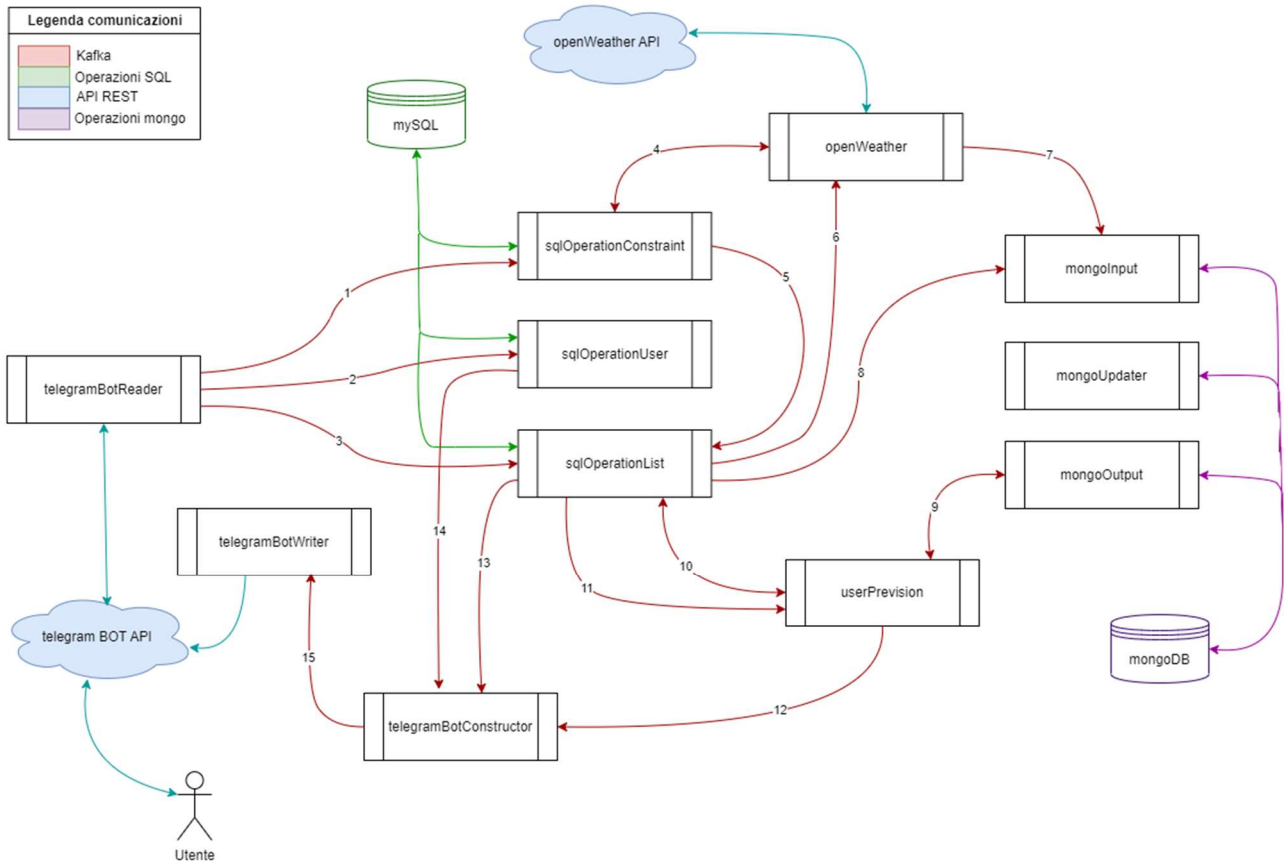 Legenda comunicazioni
Kafka
Operazioni SQL
API REST
Operazioni mongo
openWeather API
mySQL
openWeather
4
7
sqlOperationConstraint
6
mongoInput
5
1
sqlOperationUser
telegramBotReader
2
8
mongoUpdater
3
sqlOperationList
mongoOutput
14
9
telegramBotWriter
13
10
11
userPrevision
telegram BOT API
15
mongoDB
12
telegramBotConstructor
Utente